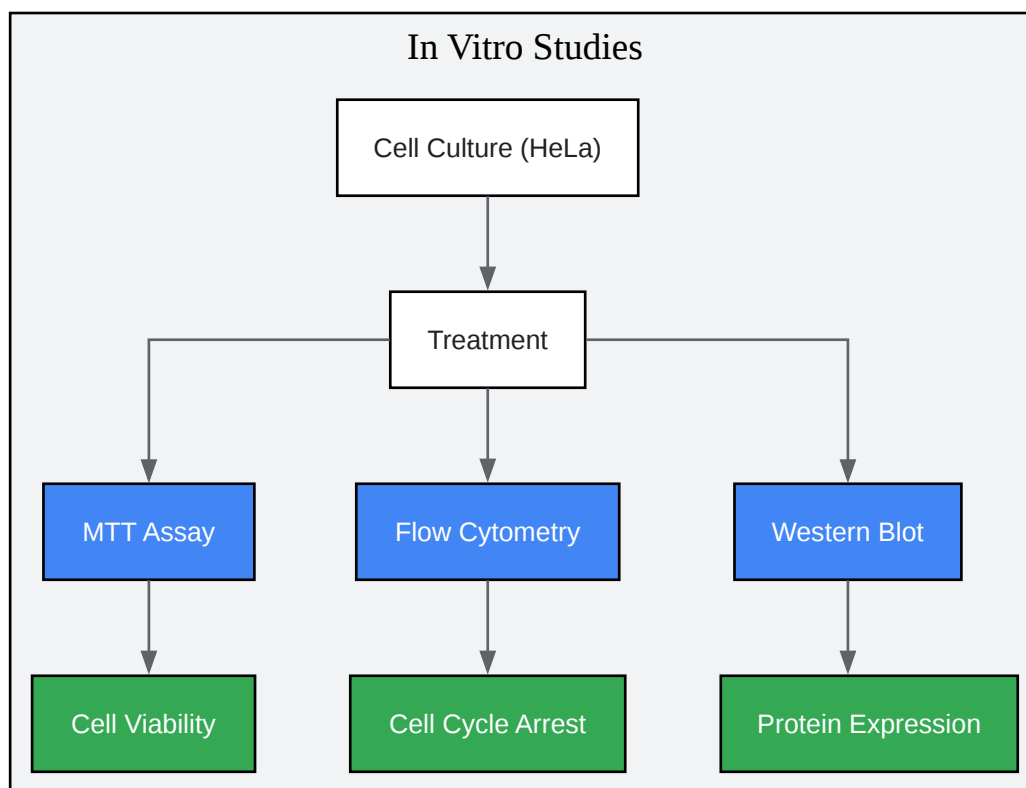 In Vitro Studies
Cell Culture (HeLa)
Treatment
MTT Assay
Flow Cytometry
Western Blot
Cell Viability
Cell Cycle Arrest
Protein Expression